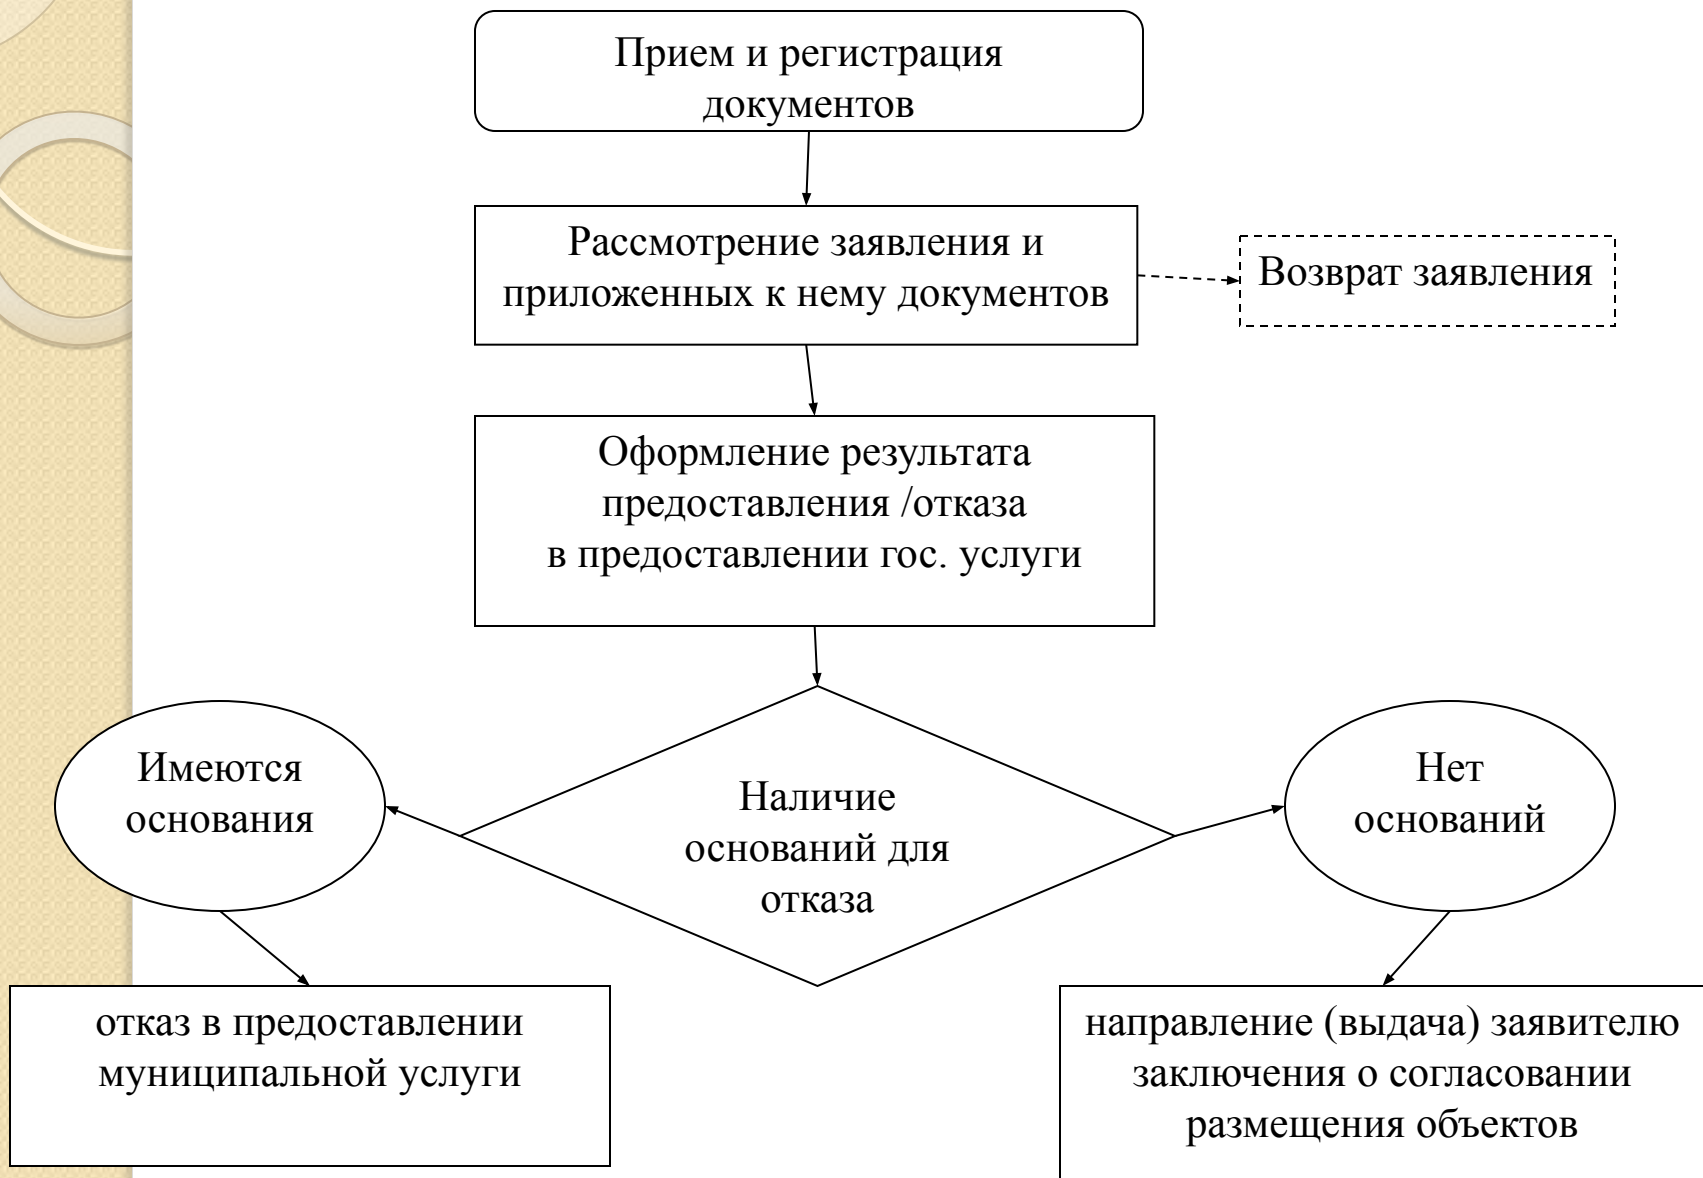 Прием и регистрация
документов
Рассмотрение заявления и
приложенных к нему документов
Возврат заявления
Оформление результата
предоставления /отказа
в предоставлении гос. услуги
Имеются
основания
Наличие
оснований для
отказа
Нет
оснований
отказ в предоставлении
муниципальной услуги
направление (выдача) заявителю
заключения о согласовании
размещения объектов